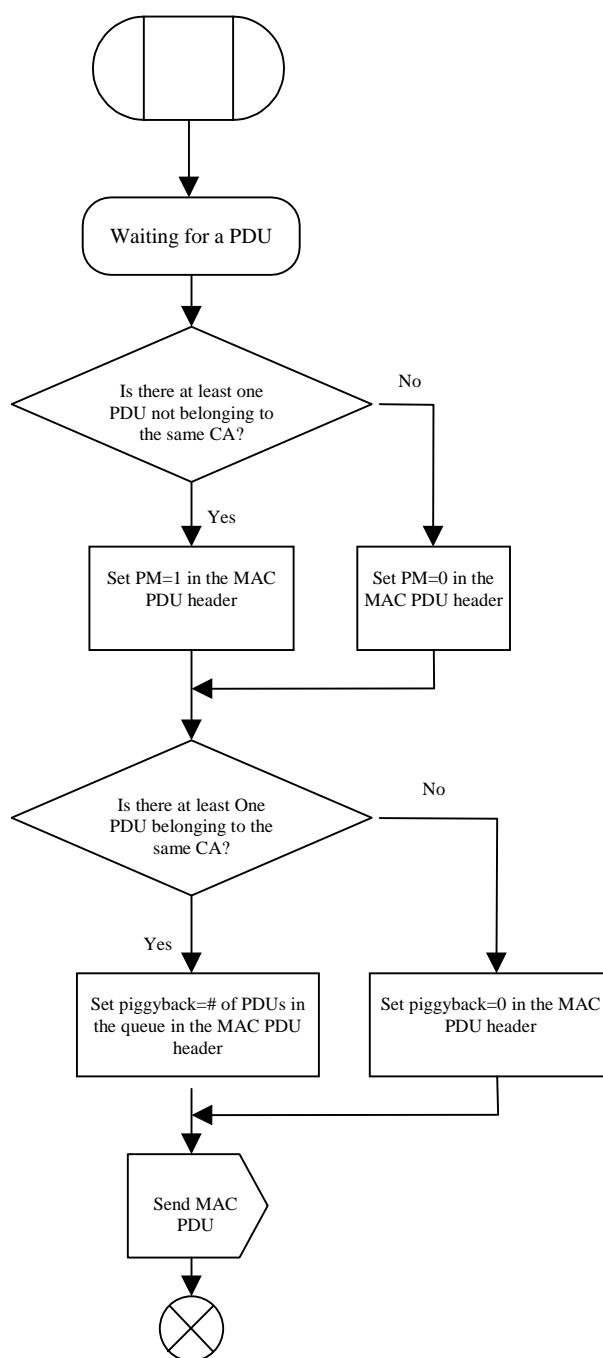 Waiting for a PDU
Is there at least one
PDU not belonging to
the same CA?
No
Yes
Set PM=1 in the MAC
PDU header
Set PM=0 in the
MAC PDU header
Is there at least One
PDU belonging to the
same CA?
No
Yes
Set piggyback=# of PDUs in
the queue in the MAC PDU
header
Set piggyback=0 in the MAC
PDU header
Send MAC
PDU